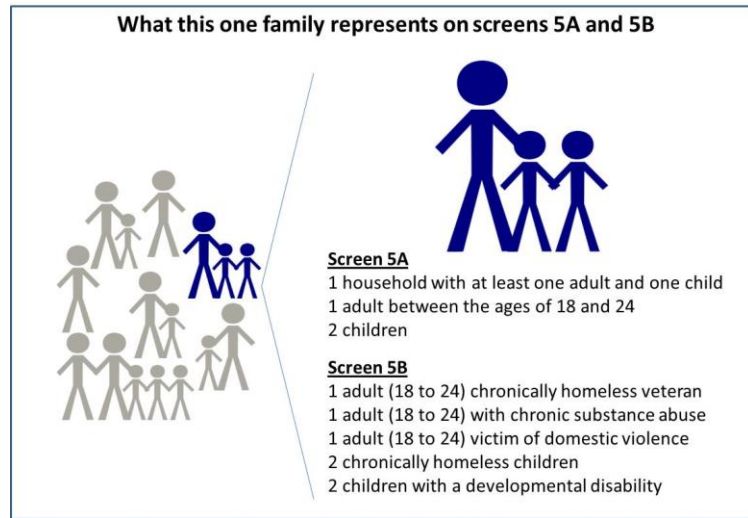 What this one family represents on screens 5A and 5B
Screen 5A
1 household with at least one adult and one child
1 adult between the ages of 18 and 24
2 children
Screen 5B
1 adult (18 to 24) chronically homeless veteran
1 adult (18 to 24) with chronic substance abuse
1 adult (18 to 24) victim of domestic violence
2 chronically homeless children
2 children with a developmental disability